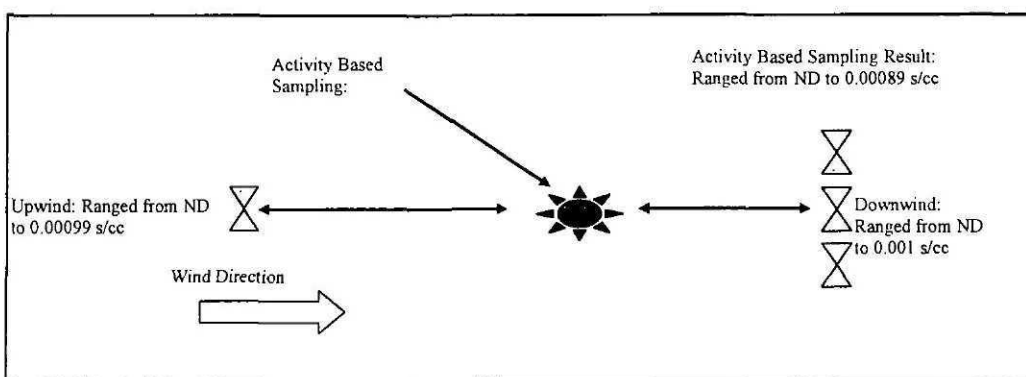 Activity Based
Sampling:
Activity Based Sampling Result:
Ranged from ND to 0.00089 s/cc
Upwind: Ranged from ND
to 0.00099 s/cc
Downwind:
Ranged from ND
to 0.001 s/cc
Wind Direction